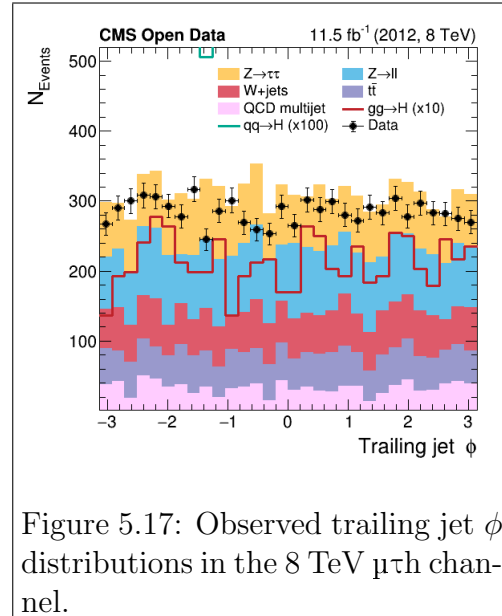 CMS Open Data 11.5 fb⁻¹ (2012, 8 TeV)
N_Events
Z→ττ Z→ll
W+jets tt̄
QCD multijet gg→H (x10)
qq→H (x100) Data
500
400
300
200
100
−3 −2 −1 0 1 2 3
Trailing jet ϕ
Figure 5.17: Observed trailing jet ϕ
distributions in the 8 TeV µτh chan-
nel.